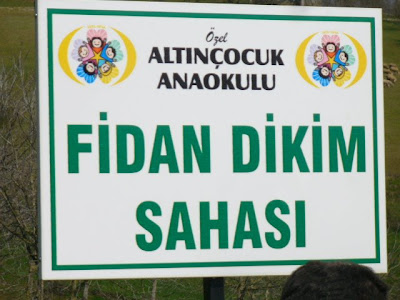 Özel
ALTINÇOCUK
ANAOKULU
FİDAN DİKİM
SAHASI